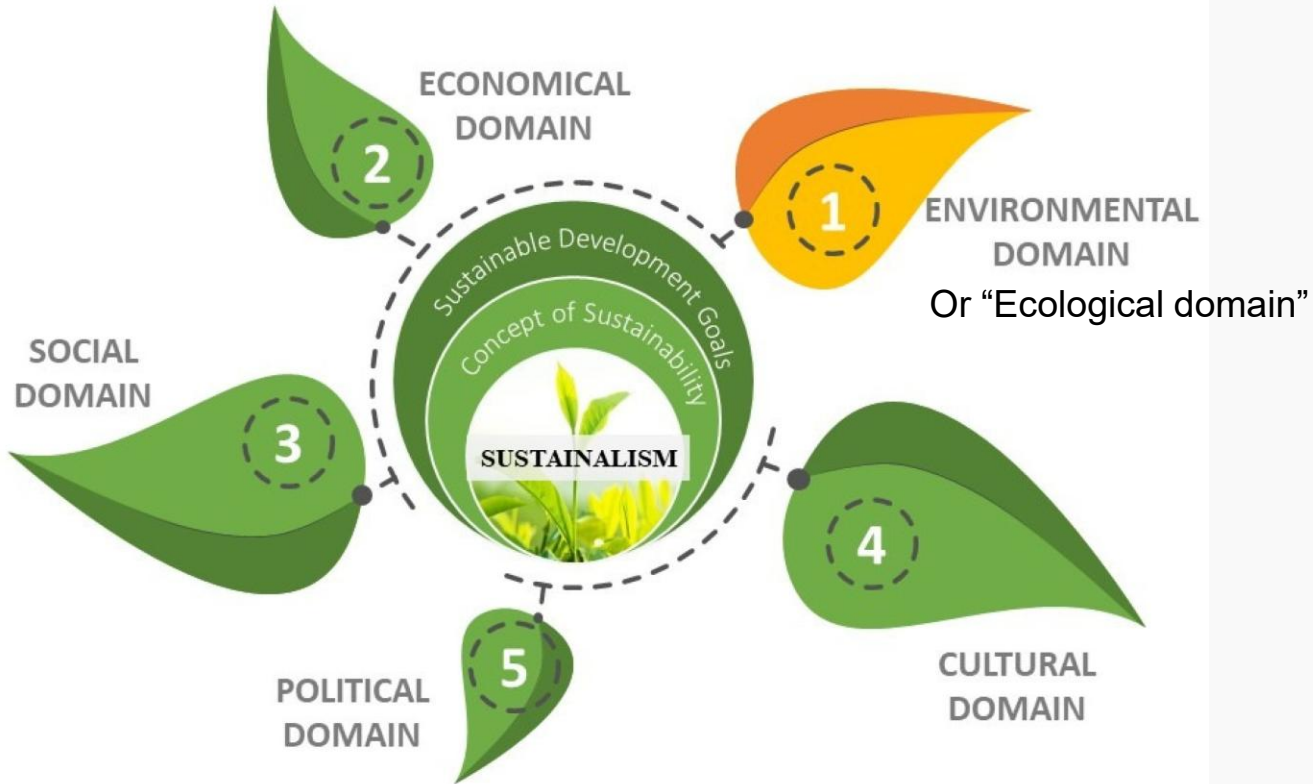 ECONOMICAL
DOMAIN
2
1
ENVIRONMENTAL
DOMAIN
Or “Ecological domain”
Sustainable Development Goals
Concept of Sustainability
SUSTAINALISM
SOCIAL
DOMAIN
3
4
CULTURAL
DOMAIN
5
POLITICAL
DOMAIN